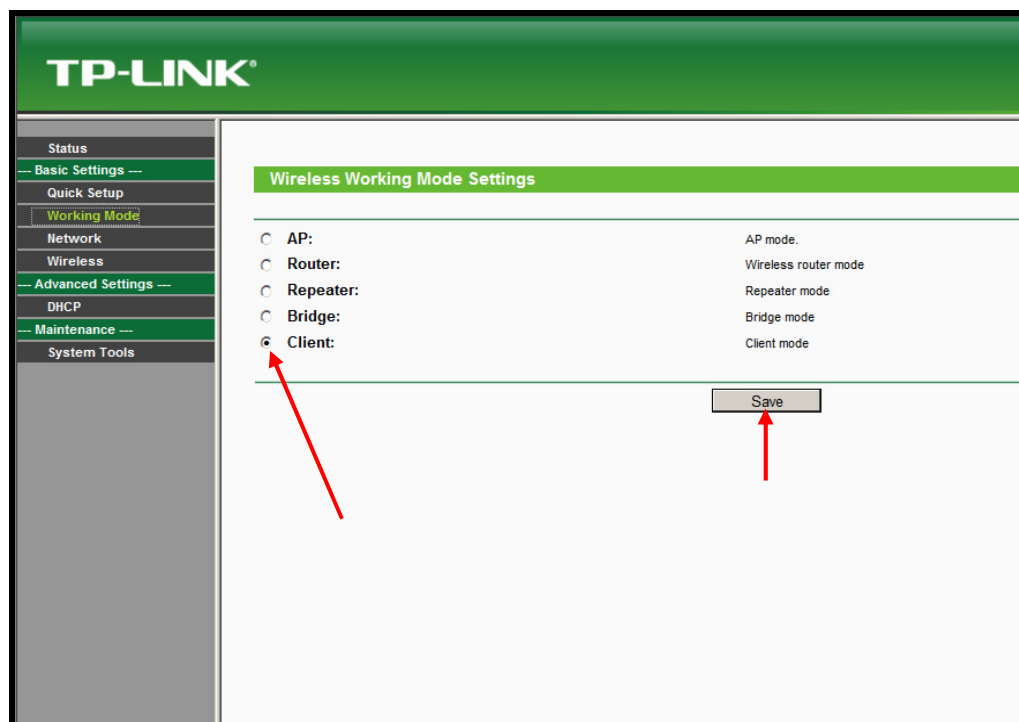 TP-LINK®
Status
--- Basic Settings ---
Quick Setup
Working Mode
Network
Wireless
--- Advanced Settings ---
DHCP
--- Maintenance ---
System Tools
Wireless Working Mode Settings
AP: AP mode.
Router: Wireless router mode
Repeater: Repeater mode
Bridge: Bridge mode
Client: Client mode
Save